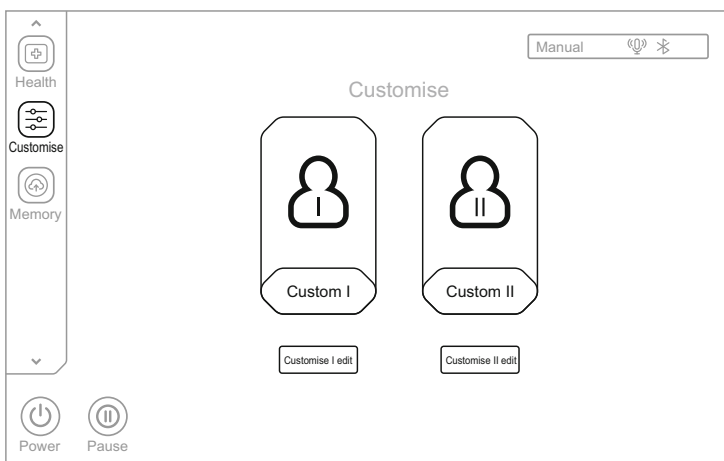 Manual
Health
Customise
Customise
I
II
Memory
Custom I
Custom II
Customise I edit
Customise II edit
Power
Pause